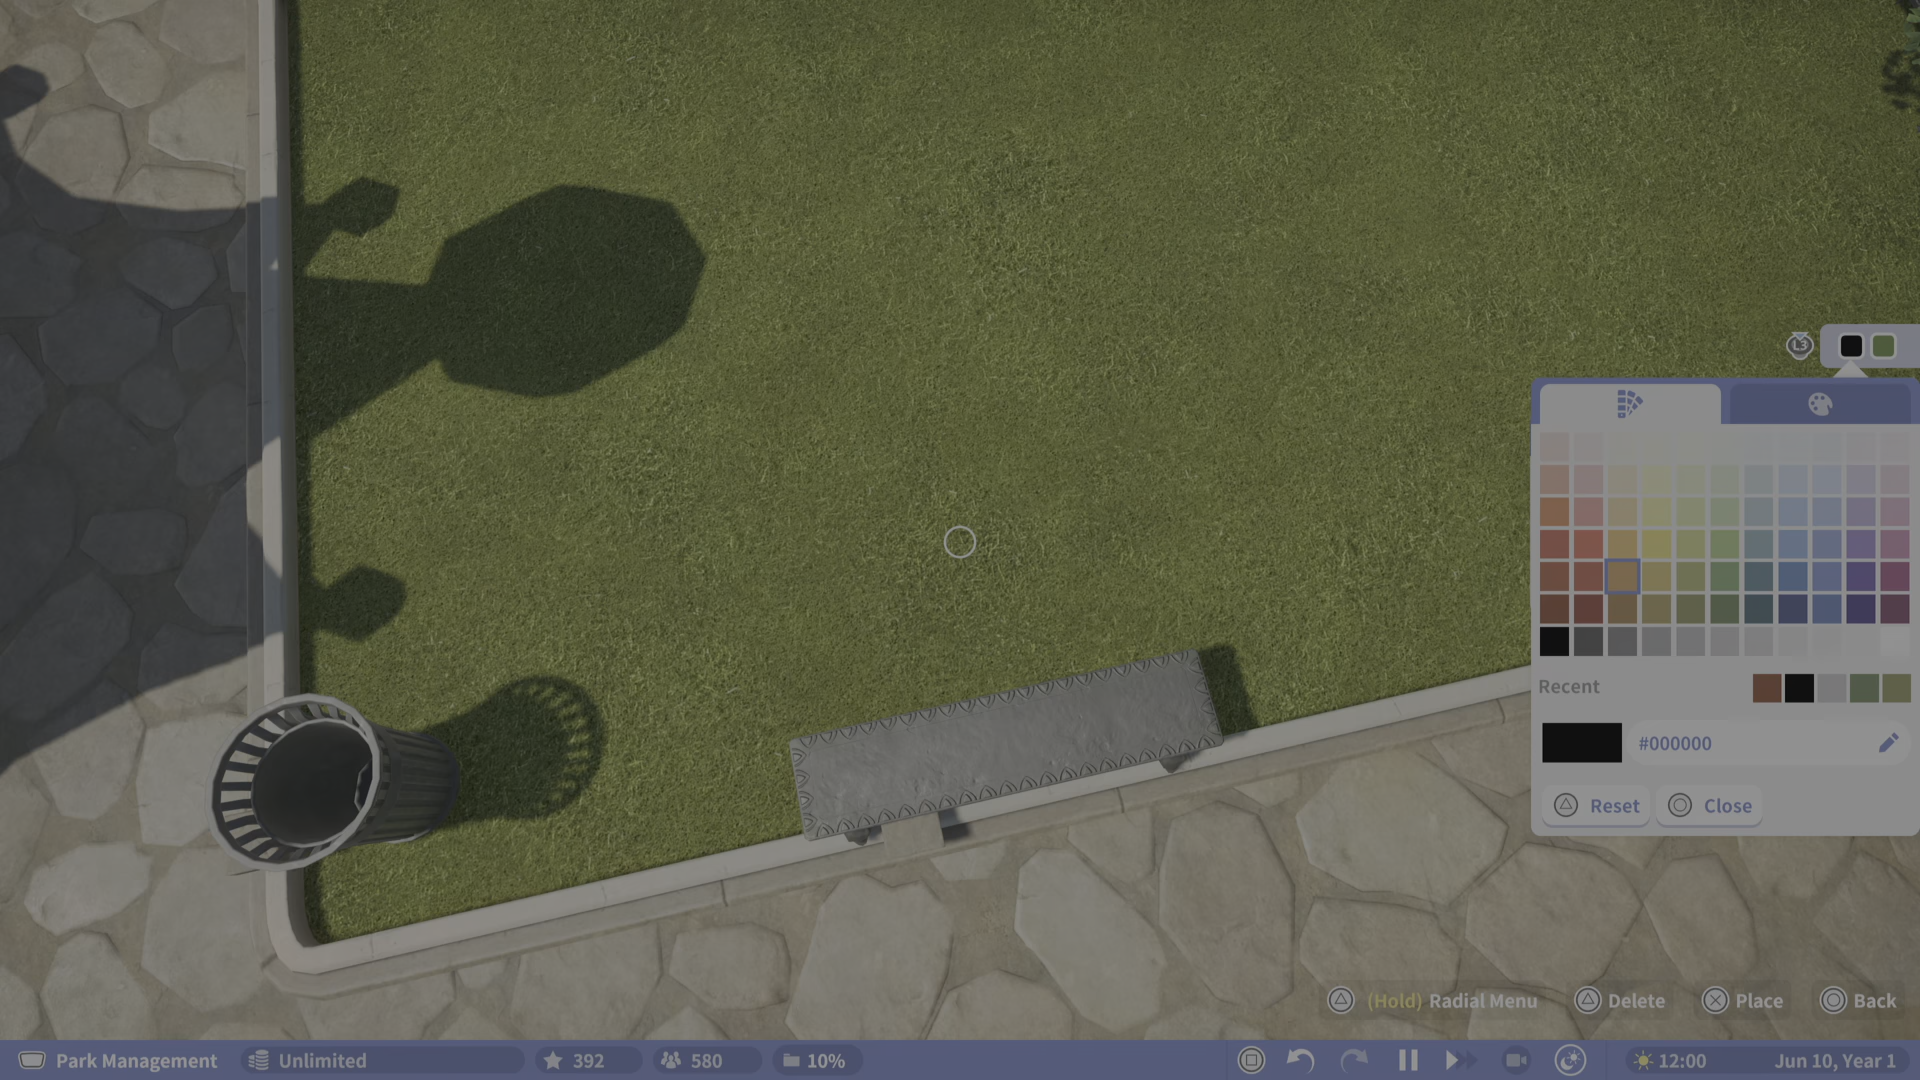 L3
Recent
#000000
Reset Close
(Hold) Radial Menu Delete Place Back
Park Management Unlimited 392 580 10% 12:00 Jun 10, Year 1